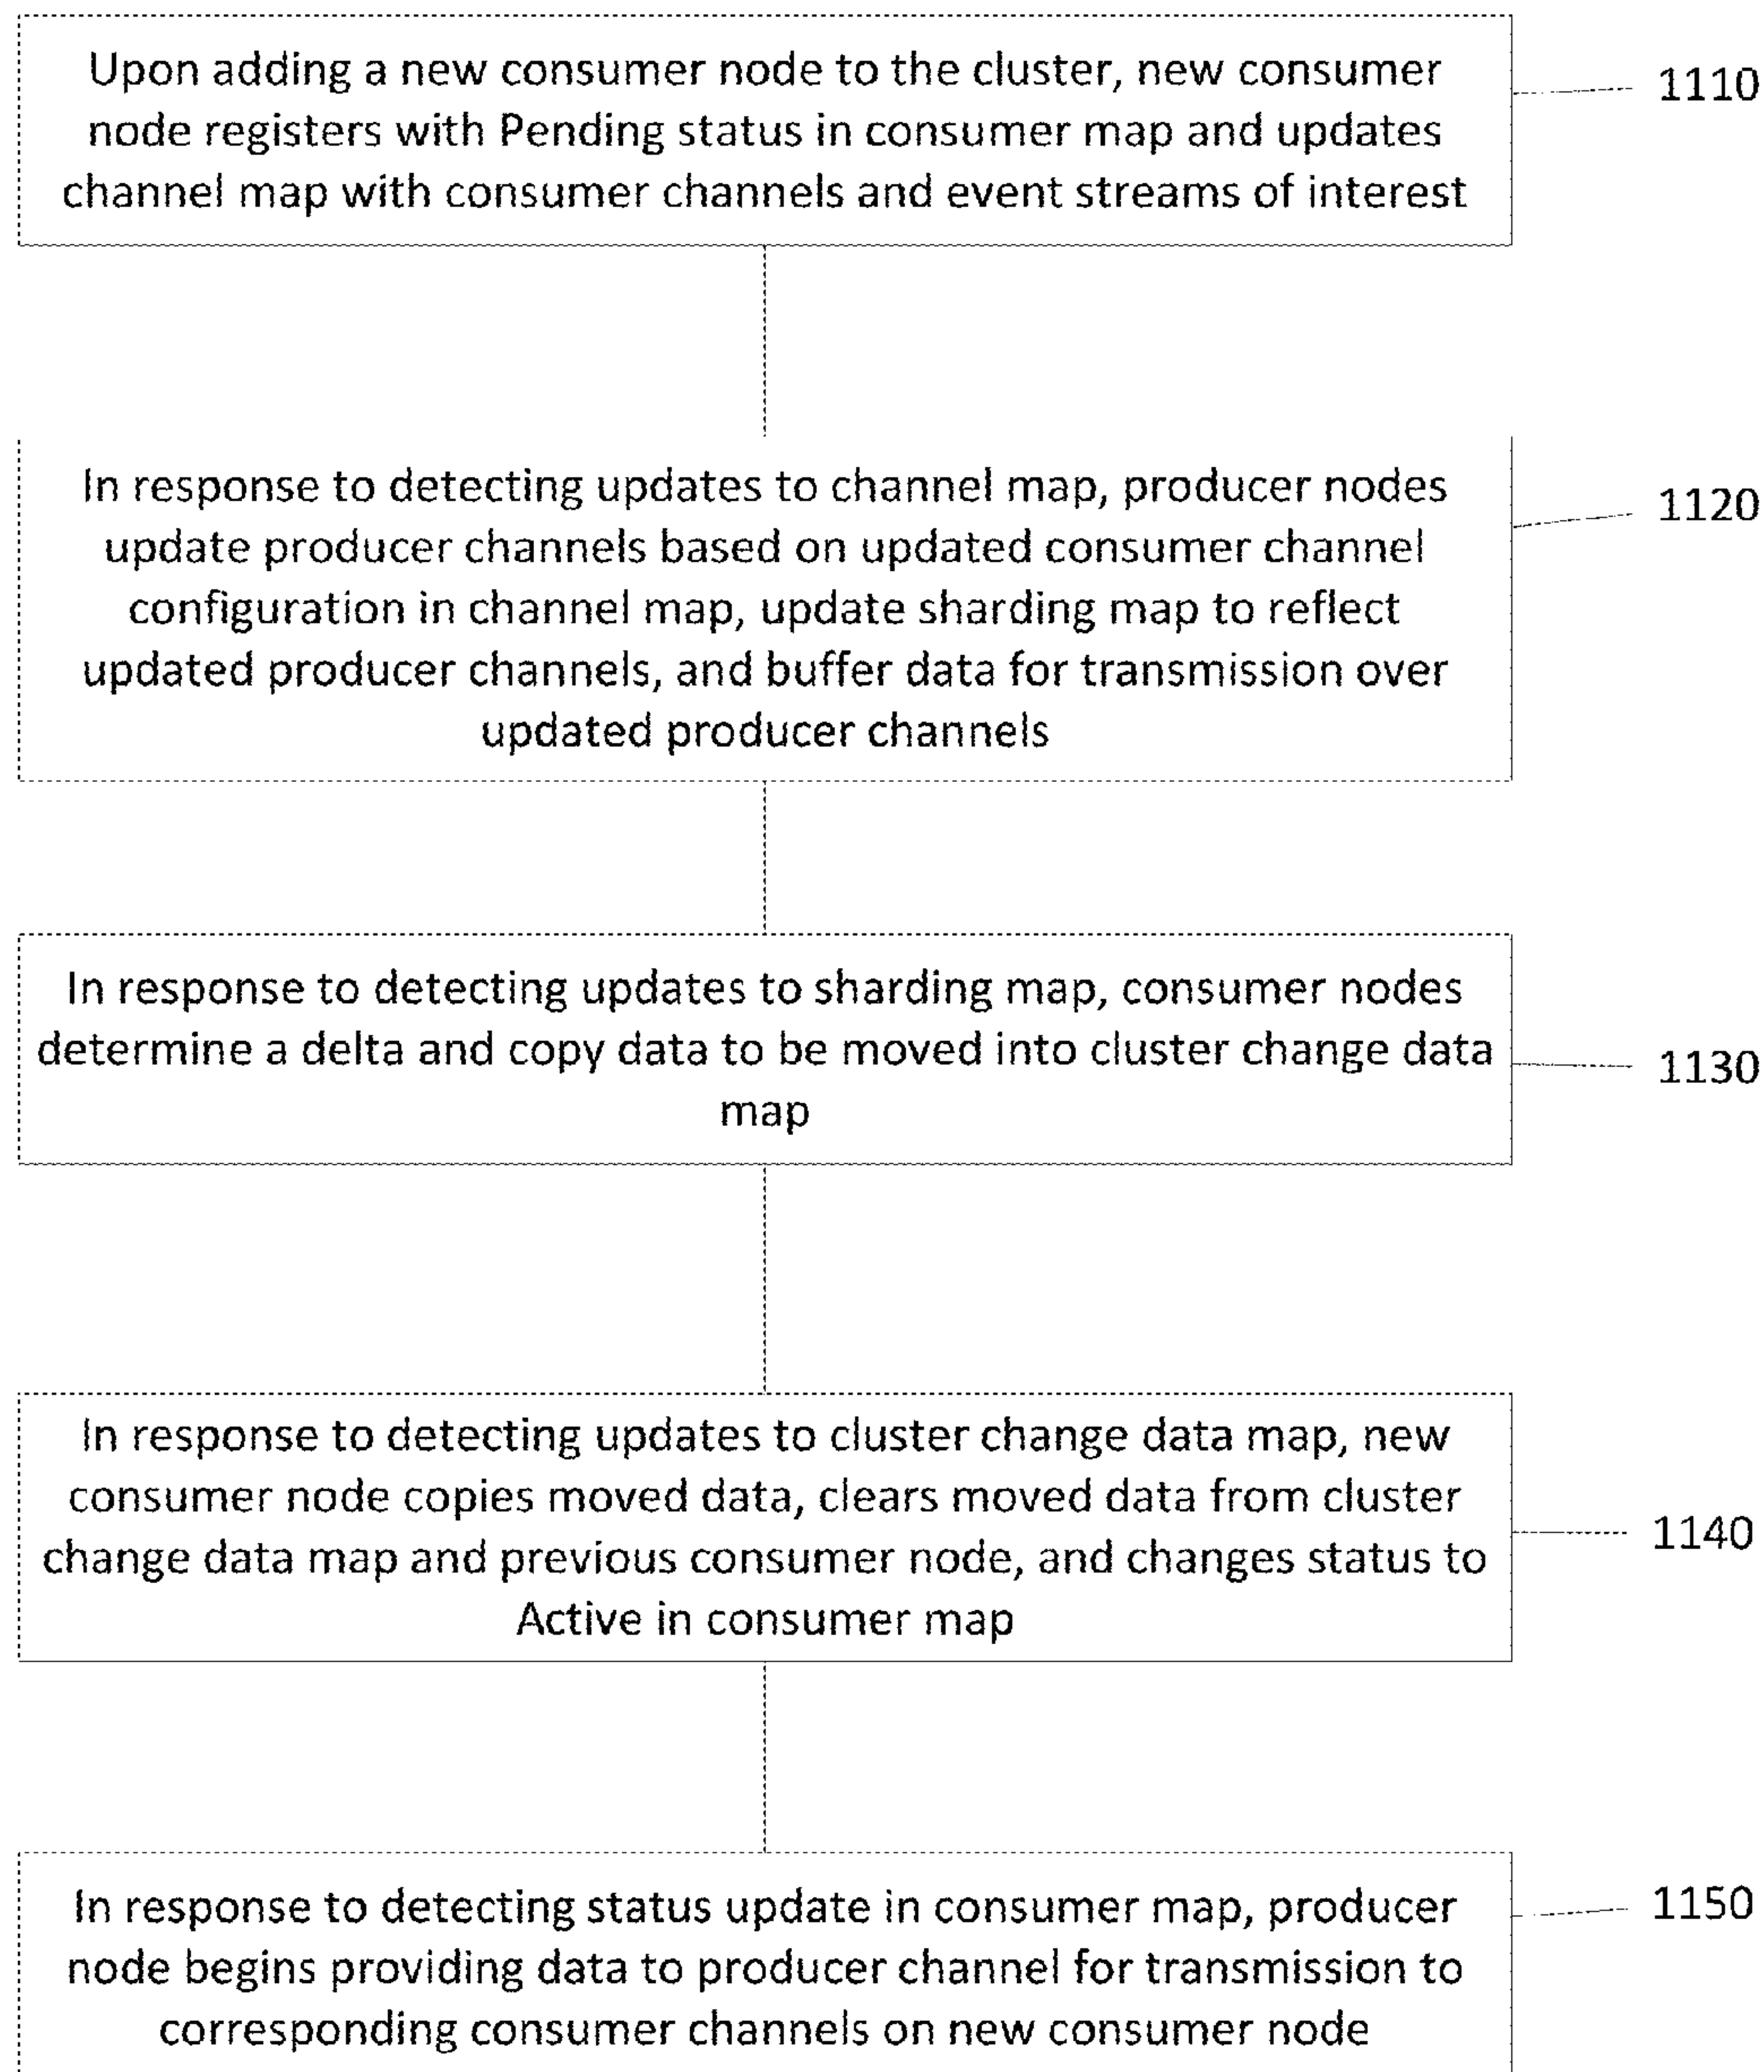 Upon adding a new consumer node to the cluster, new consumer
node registers with Pending status in consumer map and updates
channel map with consumer channels and event streams of interest
1110
In response to detecting updates to channel map, producer nodes
update producer channels based on updated consumer channel
configuration in channel map, update sharding map to reflect
updated producer channels, and buffer data for transmission over
updated producer channels
1120
In response to detecting updates to sharding map, consumer nodes
determine a delta and copy data to be moved into cluster change data
map
1130
In response to detecting updates to cluster change data map, new
consumer node copies moved data, clears moved data from cluster
change data map and previous consumer node, and changes status to
Active in consumer map
1140
In response to detecting status update in consumer map, producer
node begins providing data to producer channel for transmission to
corresponding consumer channels on new consumer node
1150